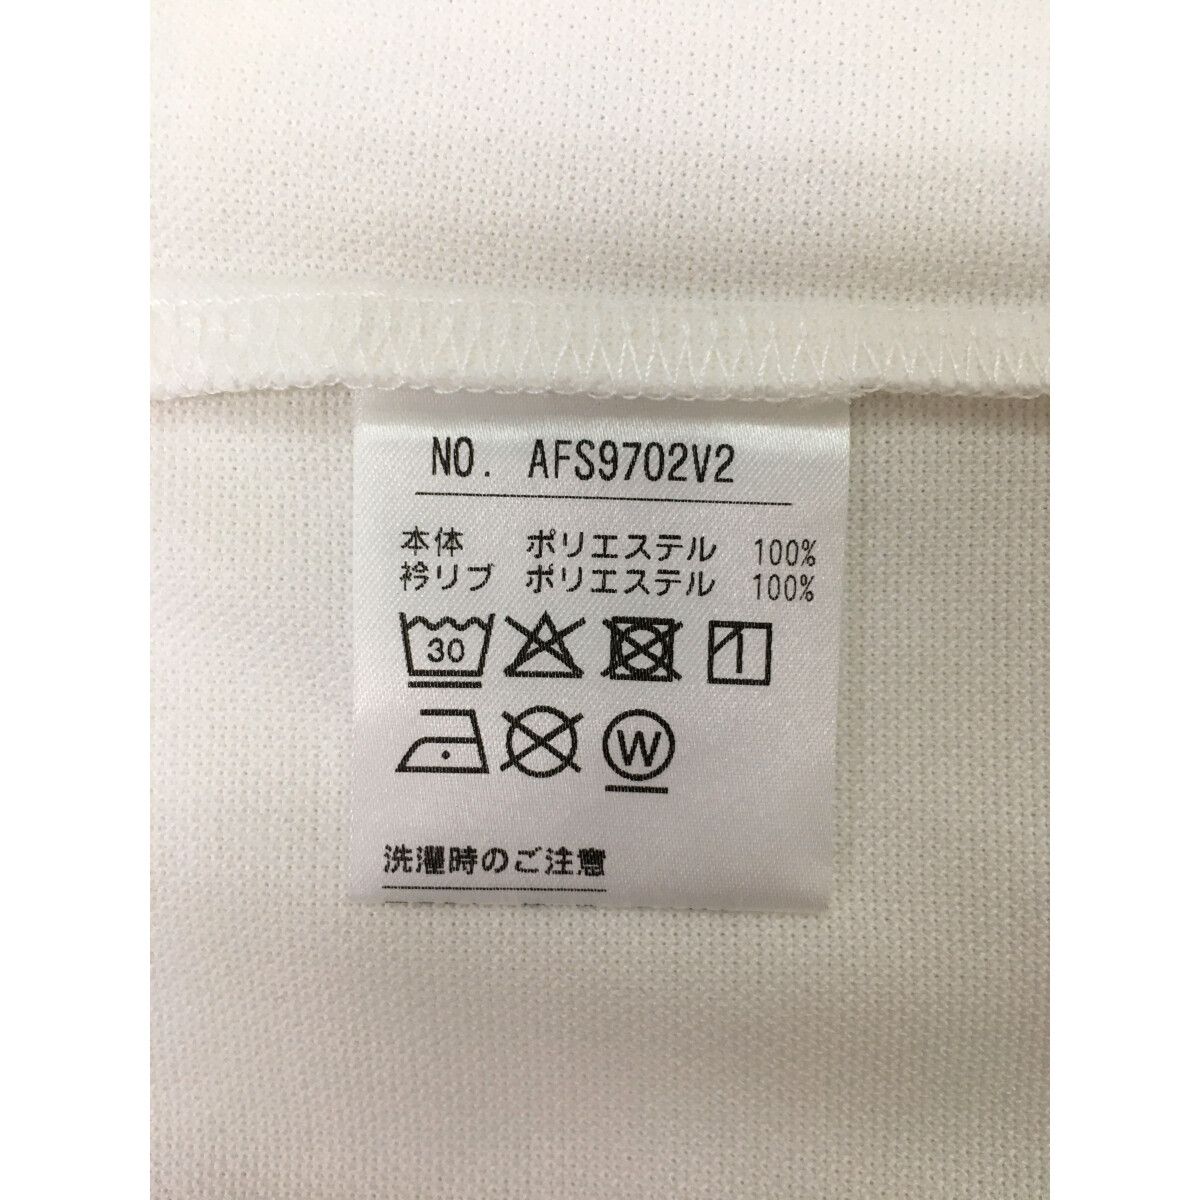 NO. AFS9702V2
本体 ポリエステル 100%
衿リブ ポリエステル 100%
30
W
洗濯時のご注意